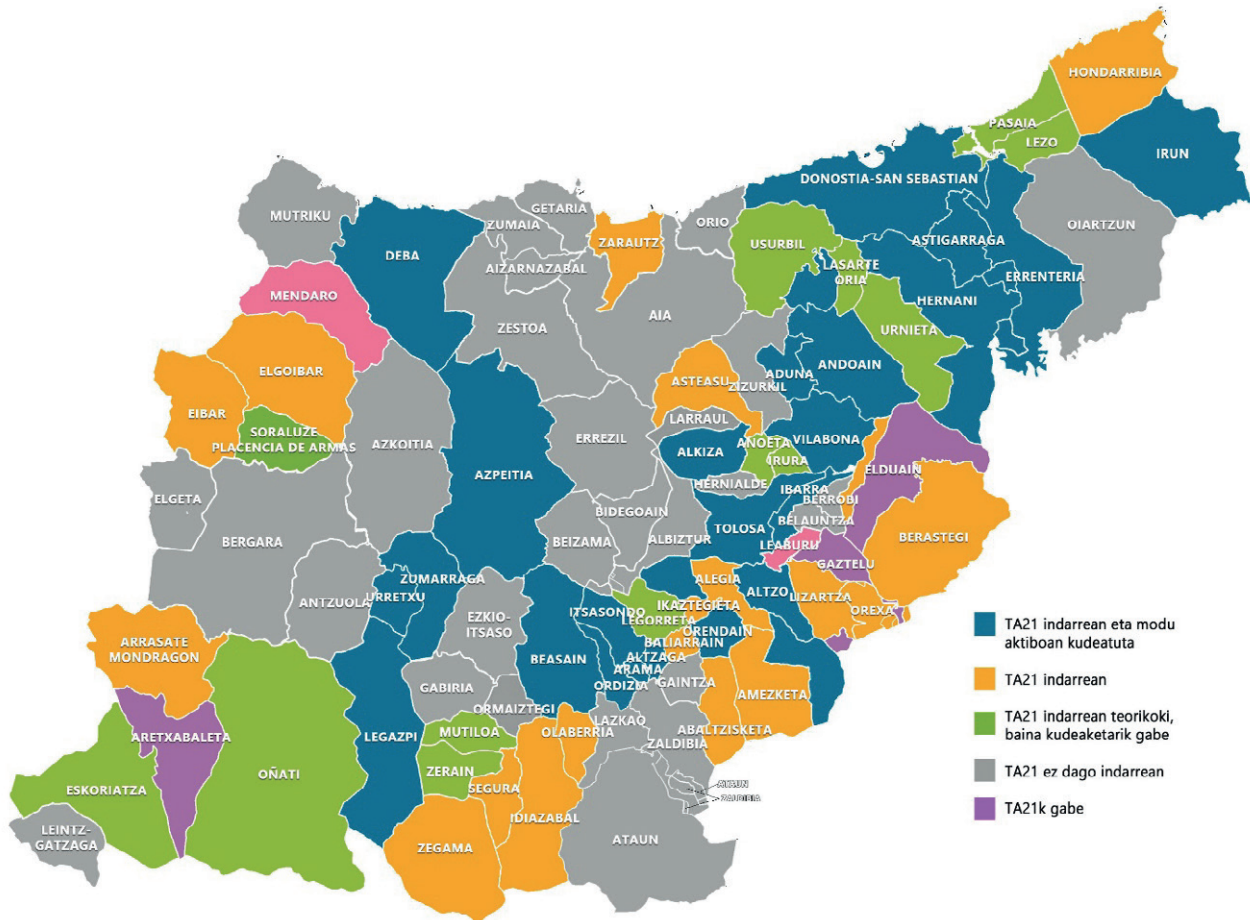 HONDARRIBIA
PASAIA
LEZO
IRUN
DONOSTIA-SAN SEBASTIAN
MUTRIKU
GETARIA
ZUMAIA
ORIO
OIARTZUN
USURBIL
ASTIGARRAGA
ZARAUTZ
DEBA
AIZARNAZABAL
LASARTE
ORIA
ERRENTERIA
MENDARO
HERNANI
AIA
ZESTOA
URNIETA
ANDOAIN
ELGOIBAR
ADUNA
ASTEASU
ZIZURKIL
EIBAR
LARRAUL
SORALUZE
PLACENCIA DE ARMAS
AZKOITIA
ERREZIL
ANOETA
VILABONA
ALKIZA
IRURA
AZPEITIA
ELDUAIN
HERNIALDE
IBARRA
ELGETA
BERROBI
BIDEGOAIN
BELAUNTZA
TOLOSA
BERASTEGI
BERGARA
BEIZAMA
ALBIZTUR
LEABURU
GAZTELU
ZUMARRAGA
ALEGIA
ALTZO
LIZARTZA
URRETXU
ANTZUOLA
ITSASONDO
IKAZTEGIETA
OREXA
EZKIO-
ITSASO
LEGORRETA
ORENDAIN
ARRASATE
MONDRAGON
BALIARRAIN
BEASAIN
ALTZAGA
ARAMA
GABIRIA
ORDIZIA
GAINTZA
AMEZKETA
ORMAIZTEGI
LAZKAO
ABALTZISKETA
MUTILOA
OLABERRIA
ARETXABALETA
LEGAZPI
ZALDIBIA
ZERAIN
OÑATI
SEGURA
ATAUN
ESKORIATZA
ZALDIBIA
IDIAZABAL
LEINTZ-
GATZAGA
ATAUN
ZEGAMA
TA21 indarrean eta modu
aktiboan kudeatuta
TA21 indarrean
TA21 indarrean teorikoki,
baina kudeaketarik gabe
TA21 ez dago indarrean
TA21k gabe